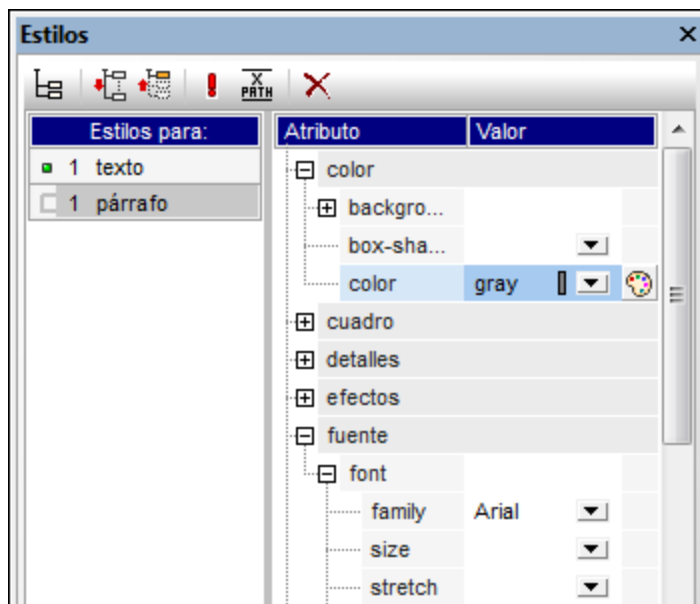 Estilos
X
PATH
Estilos para:
1 texto
1 párrafo
Atributo Valor
color
backgro...
box-sha...
color gray
cuadro
detalles
efectos
fuente
font
family Arial
size
stretch